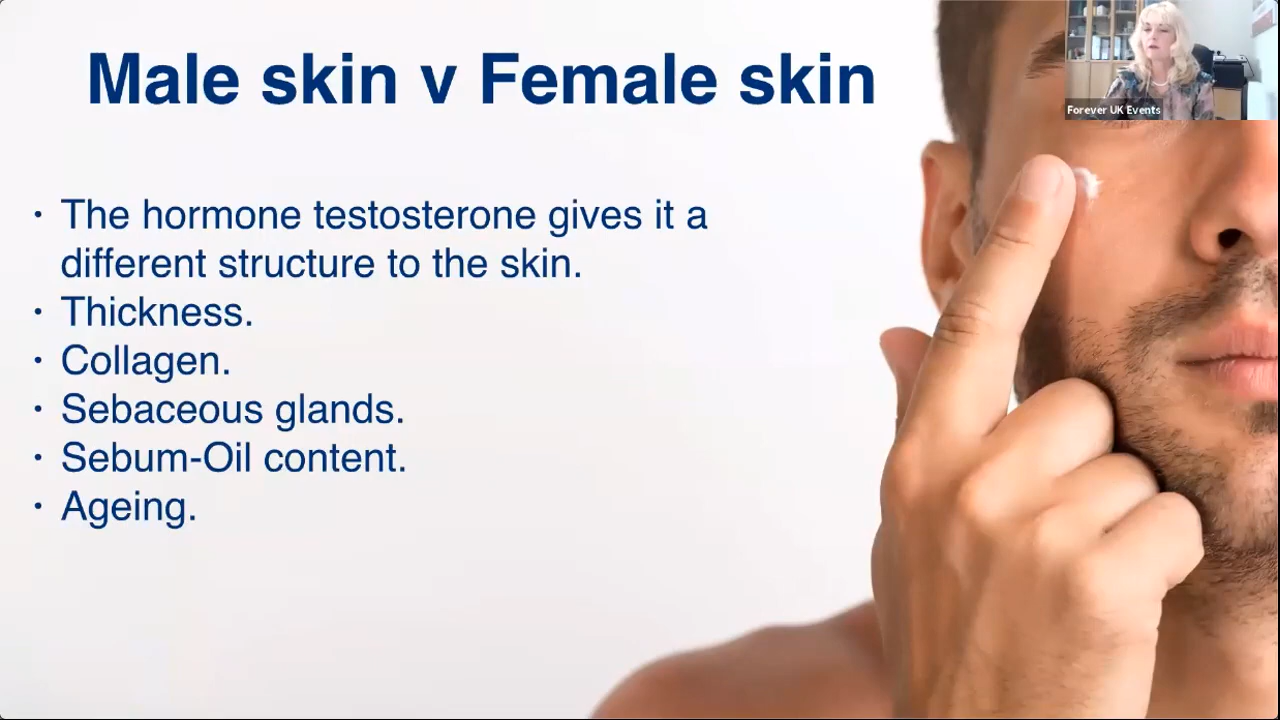 Male skin v Female skin
Forever UK Events
• The hormone testosterone gives it a
different structure to the skin.
• Thickness.
• Collagen.
• Sebaceous glands.
• Sebum-Oil content.
• Ageing.